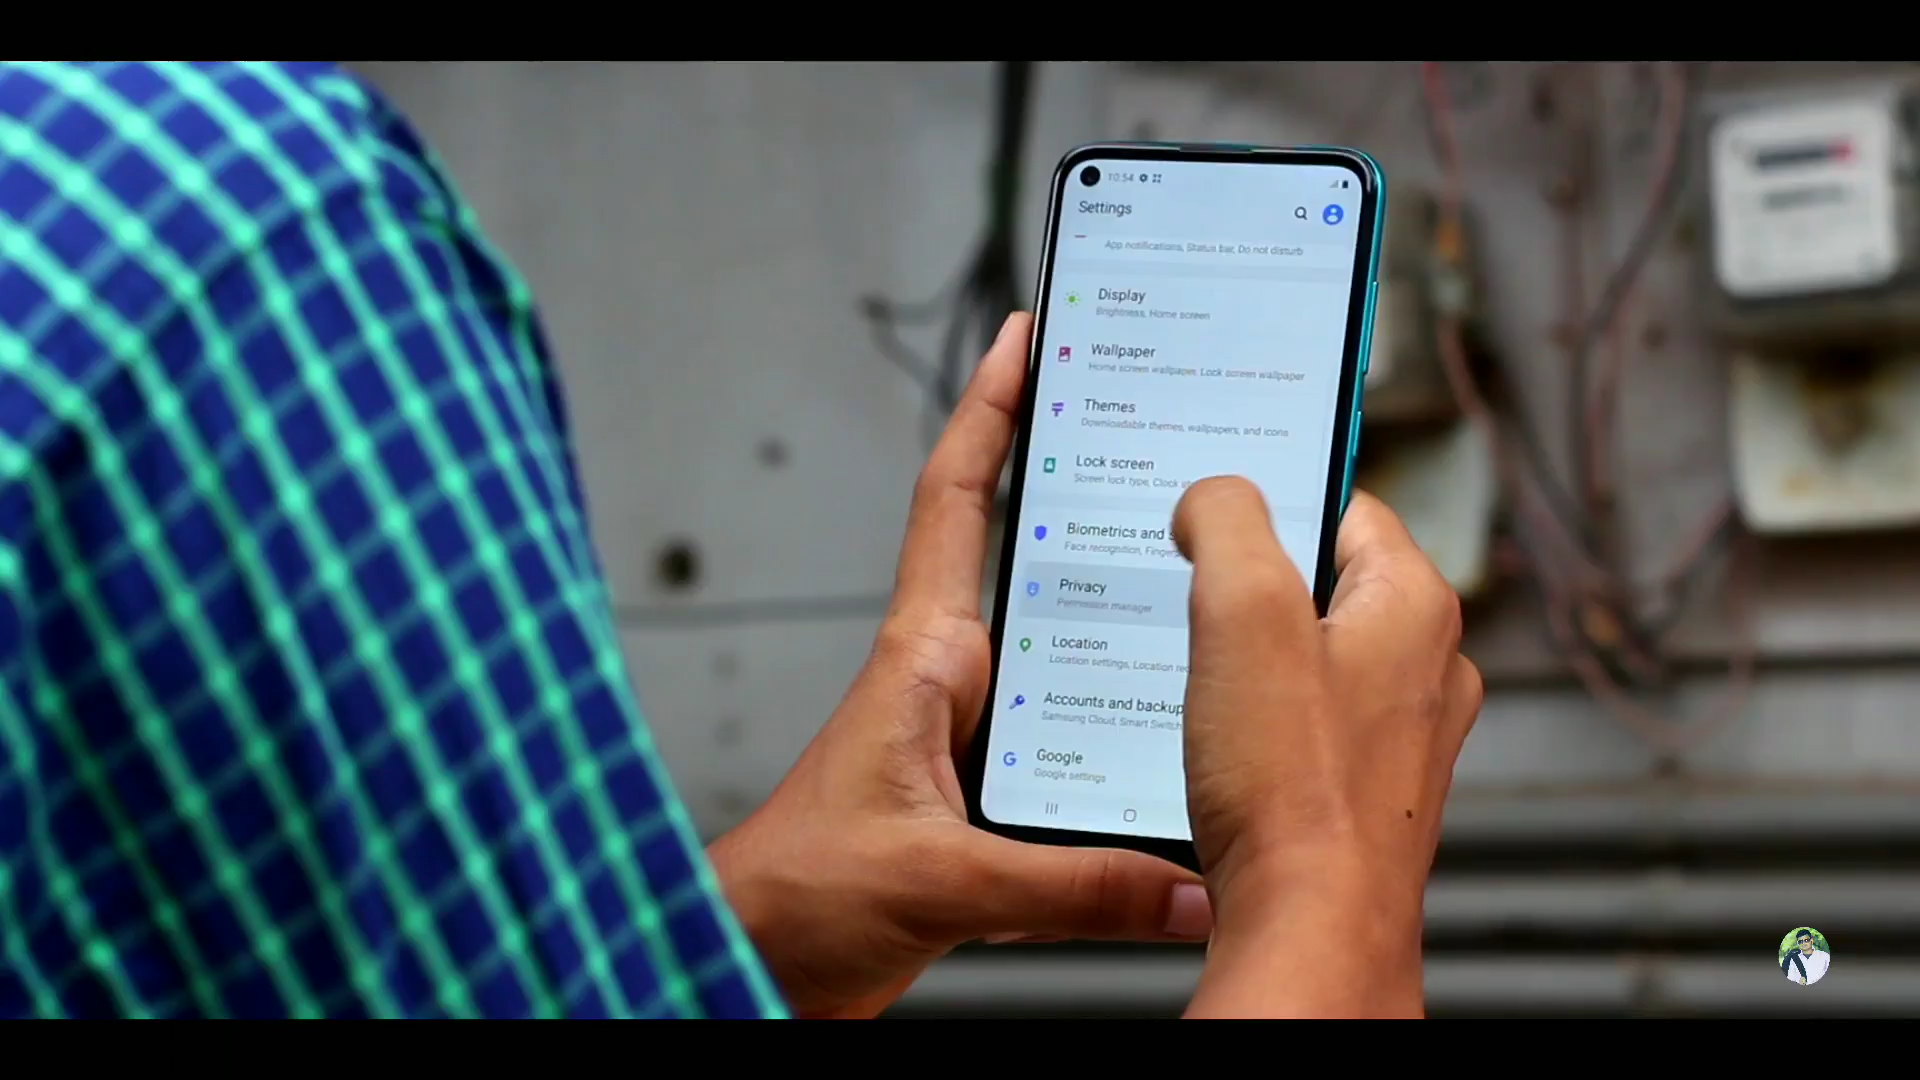 10:54
Settings
App notifications, Status bar, Do not disturb
Display
Brightness, Home screen
Wallpaper
Home screen wallpaper, Lock screen wallpaper
Themes
Downloadable themes, wallpapers, and icons
Lock screen
Screen lock type, Clock
Biometrics and
Face recognition,
Privacy
Permission manager
Location
Location settings, Location
Accounts and backup
Samsung Cloud, Smart Switch
Google
Google settings